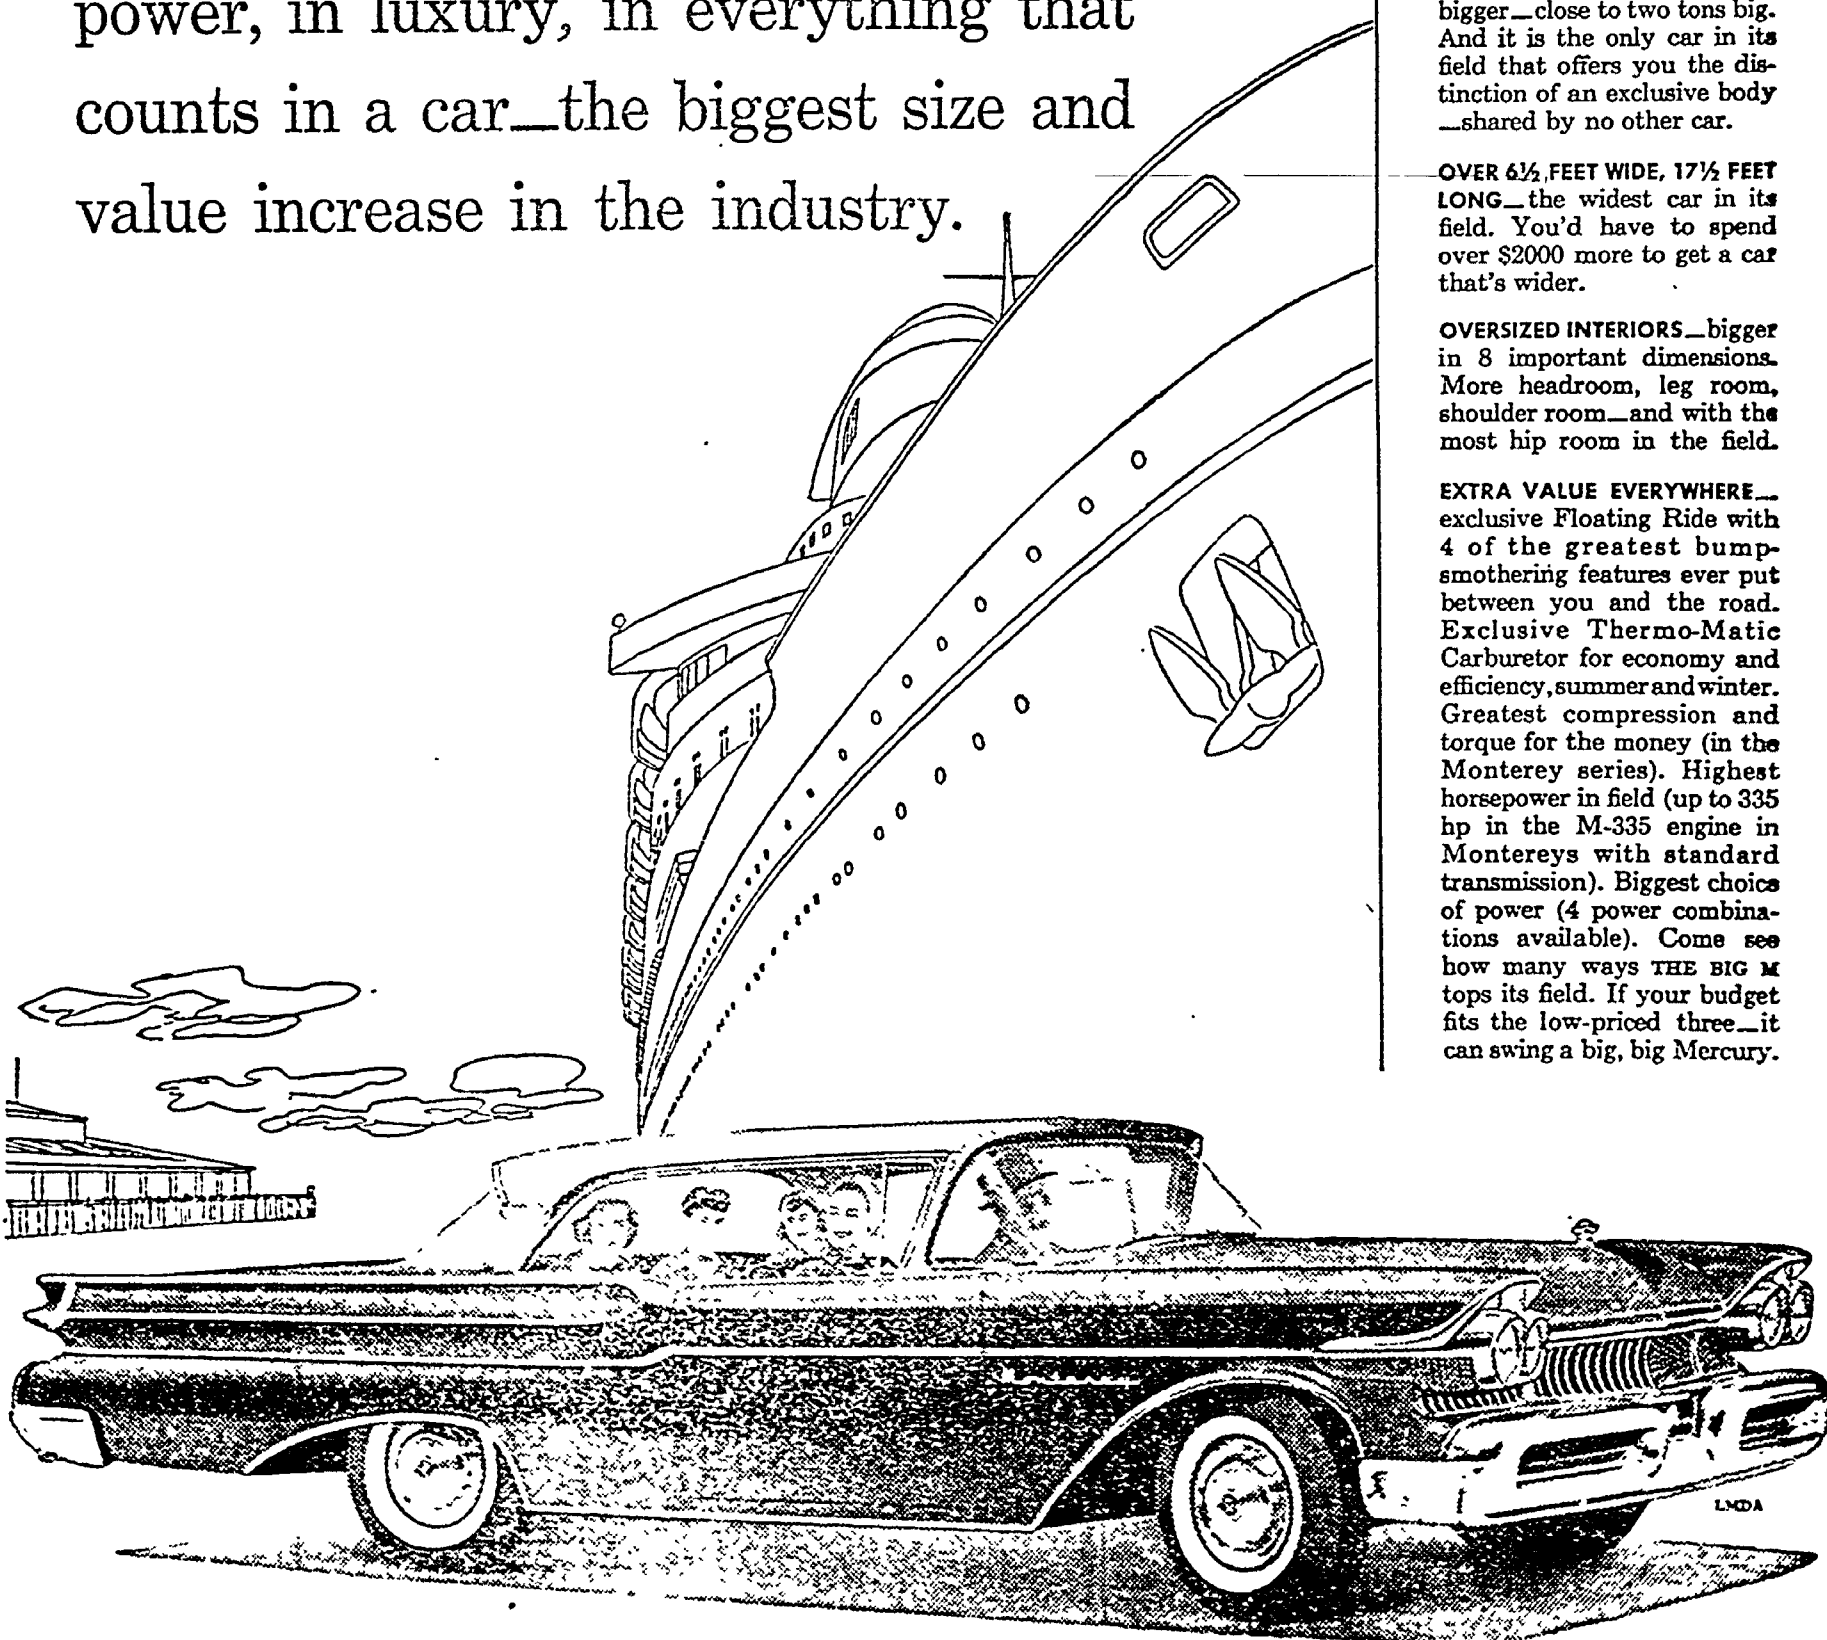 power, in luxury, in everything that
counts in a car—the biggest size and
value increase in the industry.
bigger—close to two tons big.
And it is the only car in its
field that offers you the dis-
tinction of an exclusive body
—shared by no other car.
OVER 6½ FEET WIDE, 17½ FEET
LONG—the widest car in its
field. You'd have to spend
over $2000 more to get a car
that's wider.
OVERSIZED INTERIORS—bigger
in 8 important dimensions.
More headroom, leg room,
shoulder room—and with the
most hip room in the field.
EXTRA VALUE EVERYWHERE—
exclusive Floating Ride with
4 of the greatest bump-
smothering features ever put
between you and the road.
Exclusive Thermo-Matic
Carburetor for economy and
efficiency, summer and winter.
Greatest compression and
torque for the money (in the
Monterey series). Highest
horsepower in field (up to 335
hp in the M-335 engine in
Montereys with standard
transmission). Biggest choice
of power (4 power combina-
tions available). Come see
how many ways THE BIG M
tops its field. If your budget
fits the low-priced three—it
can swing a big, big Mercury.
LMDA